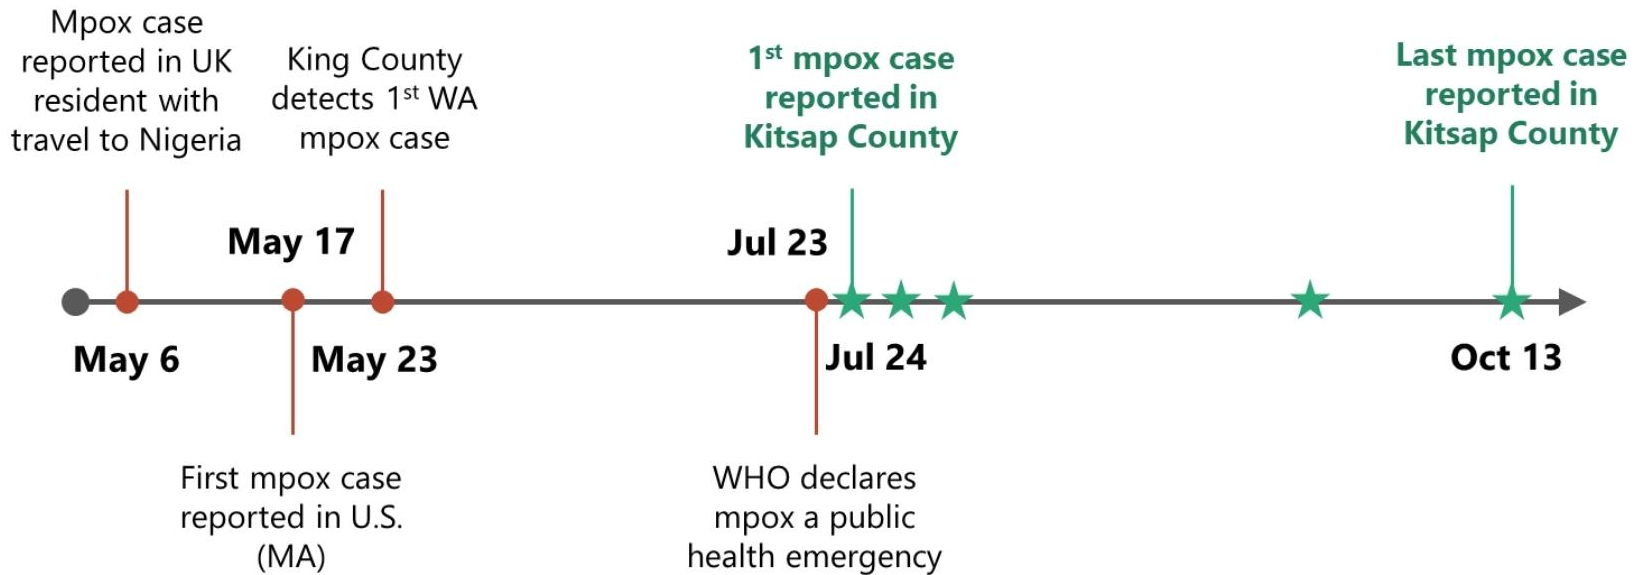 Mpox case
reported in UK
resident with
travel to Nigeria
King County
detects 1st WA
mpox case
1st mpox case
reported in
Kitsap County
Last mpox case
reported in
Kitsap County
May 17
Jul 23
May 6
May 23
Jul 24
Oct 13
First mpox case
reported in U.S.
(MA)
WHO declares
mpox a public
health emergency